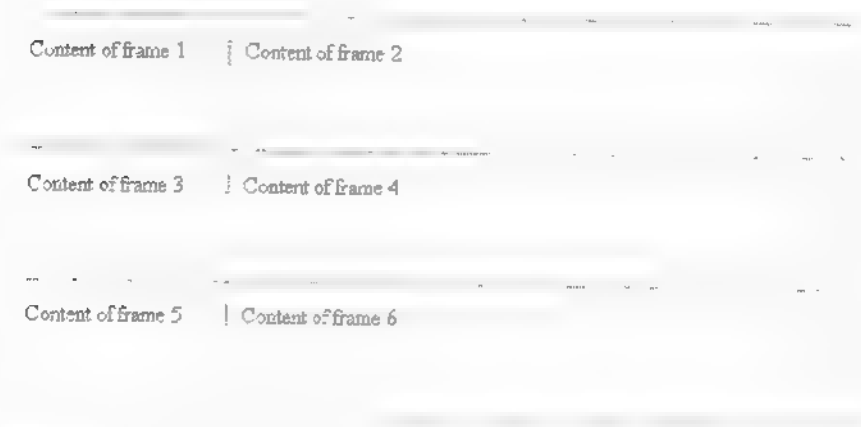 Content of frame 1 Content of frame 2
Content of frame 3 Content of frame 4
Content of frame 5 Content of frame 6